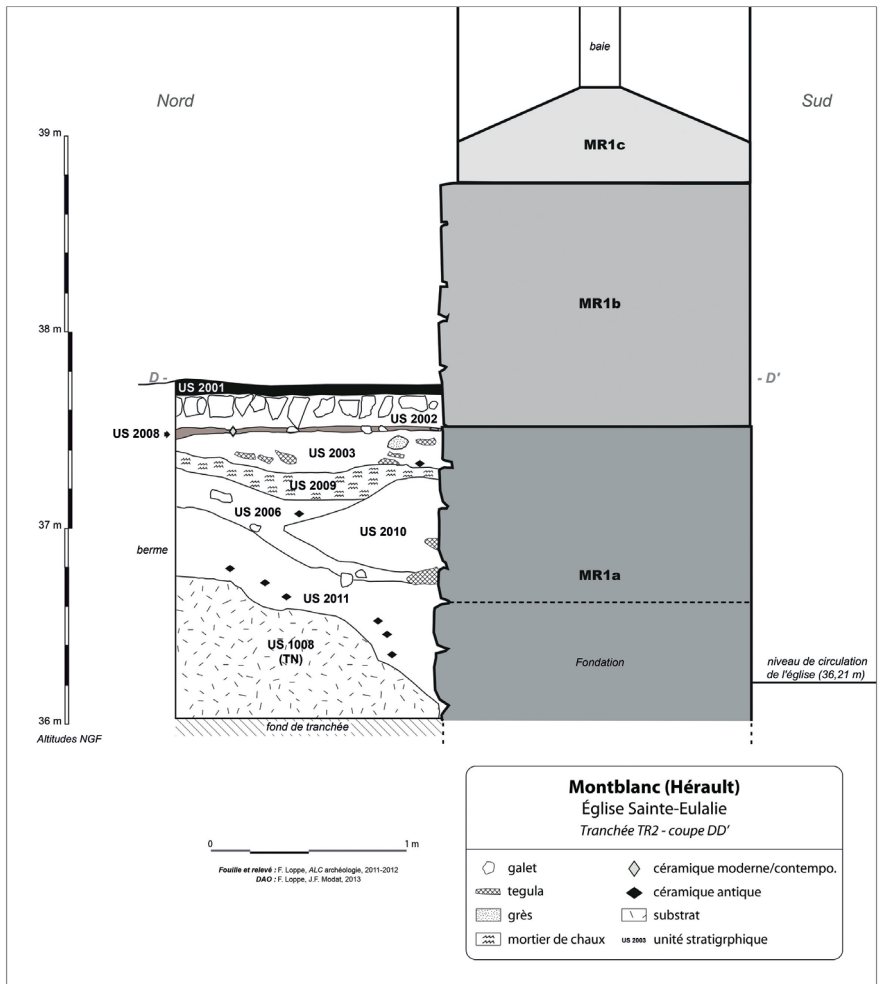 baie
Nord
Sud
39 m
MR1c
MR1b
38 m
D -
- D'
US 2001
US 2002
US 2008
US 2003
US 2009
US 2006
37 m
US 2010
berme
MR1a
US 2011
US 1008
(TN)
Fondation
niveau de circulation
de l'église (36,21 m)
36 m
fond de tranchée
Altitudes NGF
Montblanc (Hérault)
Église Sainte-Eulalie
Tranchée TR2 - coupe DD'
0
1 m
galet
céramique moderne/contempo.
Fouille et relevé : F. Loppe, ALC archéologie, 2011-2012
DAO : F. Loppe, J.F. Modat, 2013
tegula
céramique antique
grès
substrat
mortier de chaux
US 2003 unité stratigrphique